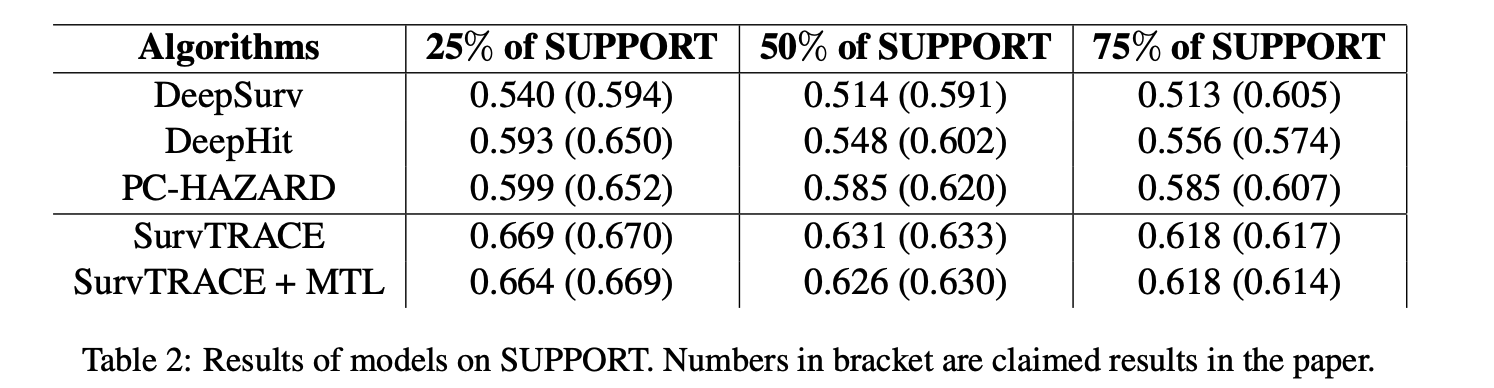 Algorithms 25% of SUPPORT 50% of SUPPORT 75% of SUPPORT
DeepSurv 0.540 (0.594) 0.514 (0.591) 0.513 (0.605)
DeepHit 0.593 (0.650) 0.548 (0.602) 0.556 (0.574)
PC-HAZARD 0.599 (0.652) 0.585 (0.620) 0.585 (0.607)
SurvTRACE 0.669 (0.670) 0.631 (0.633) 0.618 (0.617)
SurvTRACE + MTL 0.664 (0.669) 0.626 (0.630) 0.618 (0.614)
Table 2: Results of models on SUPPORT. Numbers in bracket are claimed results in the paper.